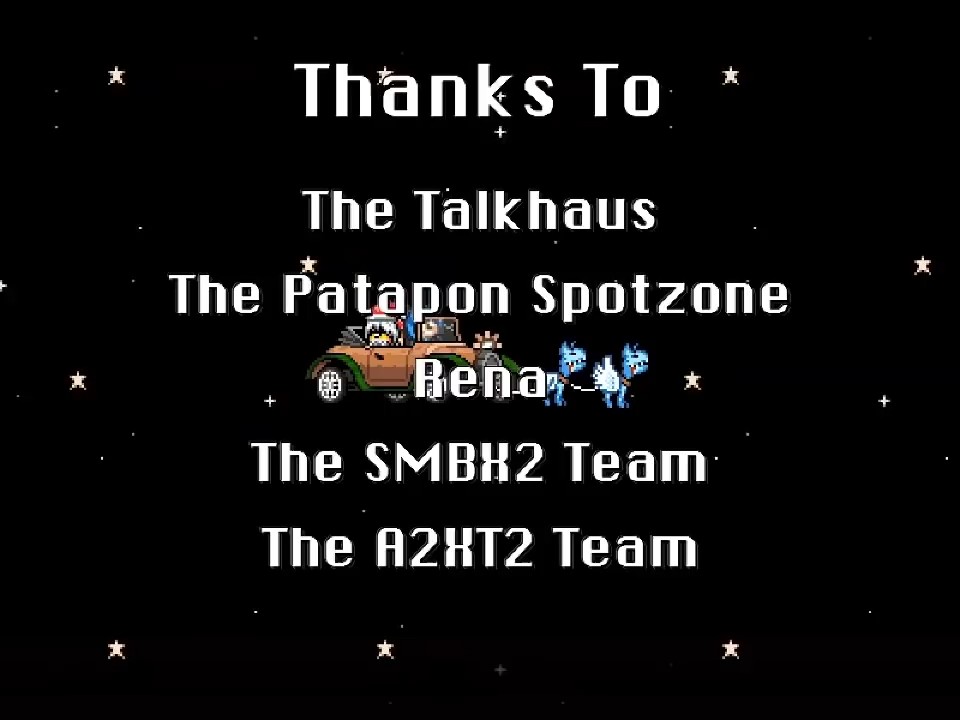 Thanks To
The Talkhaus
The Patapon Spotzone
Rena
The SMBX2 Team
The A2XT2 Team